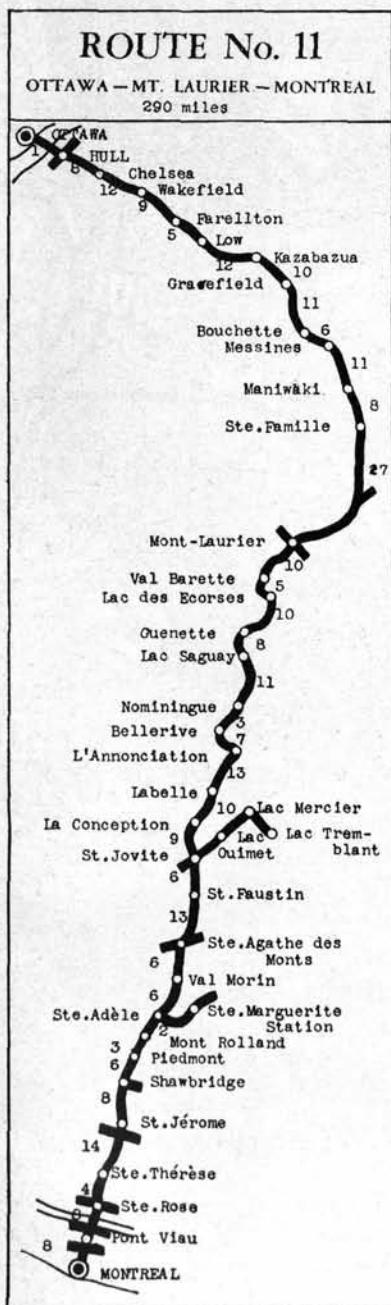 ROUTE No. 11
OTTAWA — MT. LAURIER — MONTREAL
290 miles
OTTAWA
1
HULL
8
Chelsea
12
Wakefield
9
Farellton
5
Low
12
Kazabazua
10
Gracefield
11
Bouchette
6
Messines
11
Maniwaki
8
Ste.Famille
27
Mont-Laurier
10
Val Barette
5
Lac des Ecorses
10
Ouenette
8
Lac Saguay
11
Nominingue
3
Bellerive
7
L'Annonciation
13
Labelle
10
Lac Mercier
La Conception
Lac Trem-
blant
Lac
Ouimet
9
St.Jovite
6
St.Faustin
13
Ste.Agathe des
Monts
6
Val Morin
6
Ste.Adèle
Ste.Marguerite
Station
2
Mont Rolland
3
Piedmont
6
Shawbridge
8
St.Jérome
14
Ste.Thérèse
4
Ste.Rose
Pont Viau
8
MONTREAL